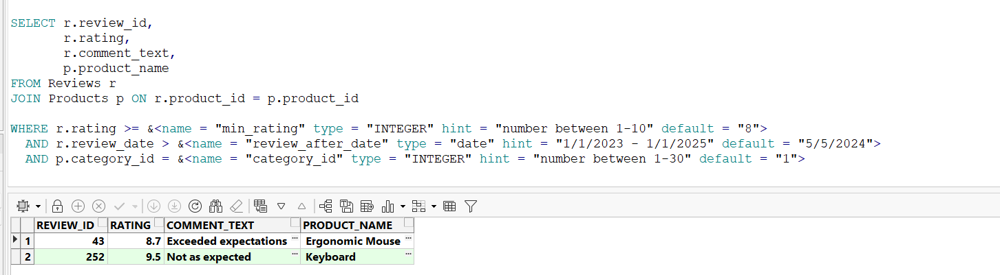 SELECT r.review_id,
       r.rating,
       r.comment_text,
       p.product_name
FROM Reviews r
JOIN Products p ON r.product_id = p.product_id
WHERE r.rating >= &<name = "min_rating" type = "INTEGER" hint = "number between 1-10" default = "8">
  AND r.review_date > &<name = "review_after_date" type = "date" hint = "1/1/2023 - 1/1/2025" default = "5/5/2024">
  AND p.category_id = &<name = "category_id" type = "INTEGER" hint = "number between 1-30" default = "1">
REVIEW_ID RATING COMMENT_TEXT PRODUCT_NAME
1 43 8.7 Exceeded expectations ... Ergonomic Mouse ...
2 252 9.5 Not as expected ... Keyboard ...